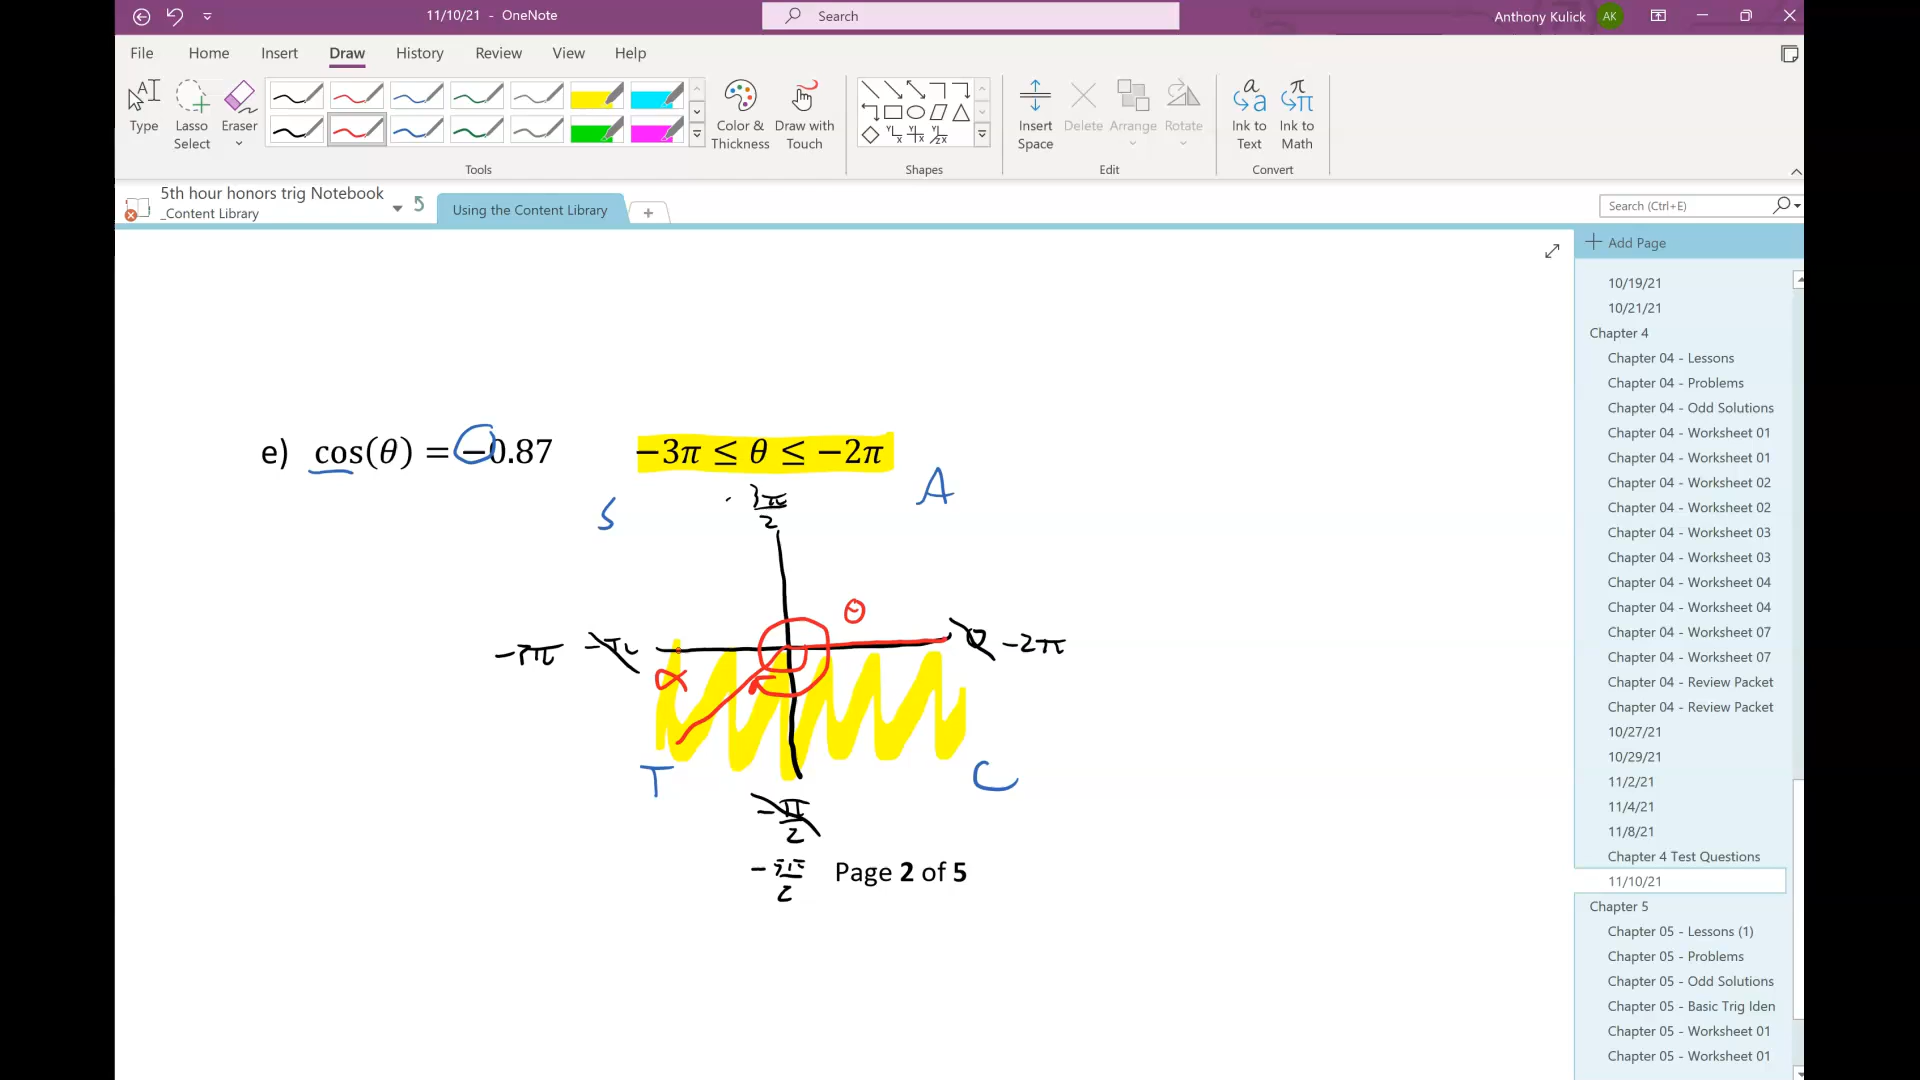 11/10/21 - OneNote
Search
Anthony Kulick
AK
File Home Insert Draw History Review View Help
Type
Lasso Select
Eraser
Color & Thickness
Draw with Touch
Insert Space
Delete
Arrange
Rotate
Ink to Text
Ink to Math
Tools
Shapes
Edit
Convert
5th hour honors trig Notebook
_Content Library
Using the Content Library
Search (Ctrl+E)
Add Page
10/19/21
10/21/21
Chapter 4
Chapter 04 - Lessons
Chapter 04 - Problems
Chapter 04 - Odd Solutions
Chapter 04 - Worksheet 01
Chapter 04 - Worksheet 01
Chapter 04 - Worksheet 02
Chapter 04 - Worksheet 02
Chapter 04 - Worksheet 03
Chapter 04 - Worksheet 03
Chapter 04 - Worksheet 04
Chapter 04 - Worksheet 04
Chapter 04 - Worksheet 07
Chapter 04 - Worksheet 07
Chapter 04 - Review Packet
Chapter 04 - Review Packet
10/27/21
10/29/21
11/2/21
11/4/21
11/8/21
Chapter 4 Test Questions
11/10/21
Chapter 5
Chapter 05 - Lessons (1)
Chapter 05 - Problems
Chapter 05 - Odd Solutions
Chapter 05 - Basic Trig Iden
Chapter 05 - Worksheet 01
Chapter 05 - Worksheet 01
e) cos(θ) = −0.87 −3π ≤ θ ≤ −2π
S A
3π/2
θ
−3π −π 0 −2π
α
T C
−π/2
−5π/2
Page 2 of 5